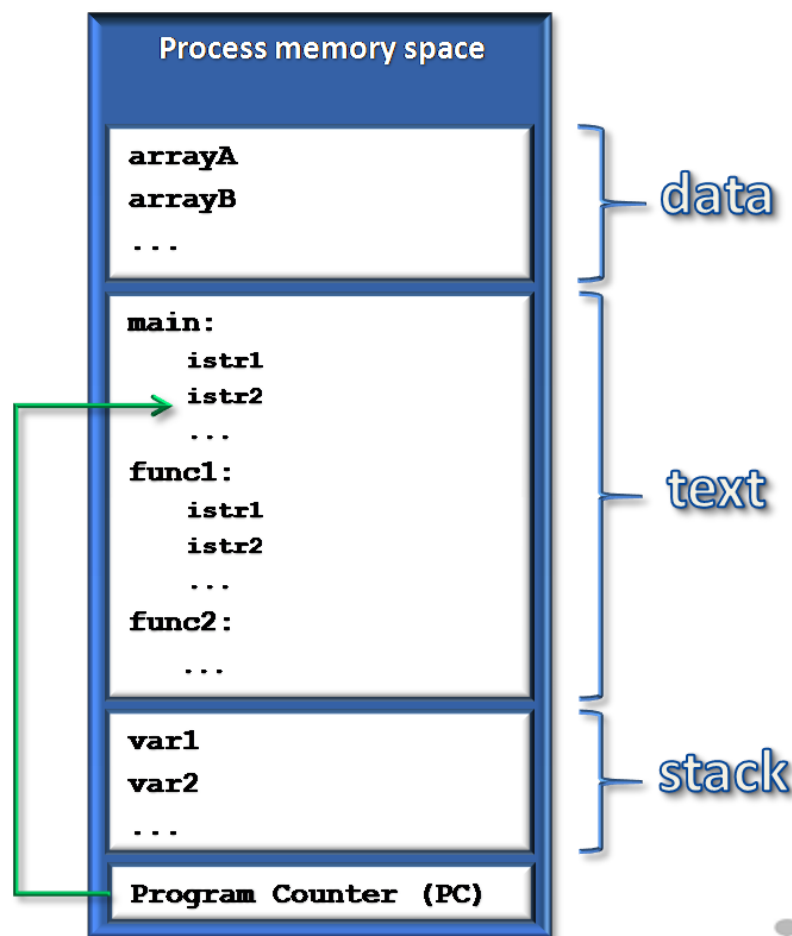 Process memory space
arrayA
arrayB
...
data
main:
istr1
istr2
...
func1:
istr1
istr2
...
func2:
...
text
var1
var2
...
stack
Program Counter (PC)